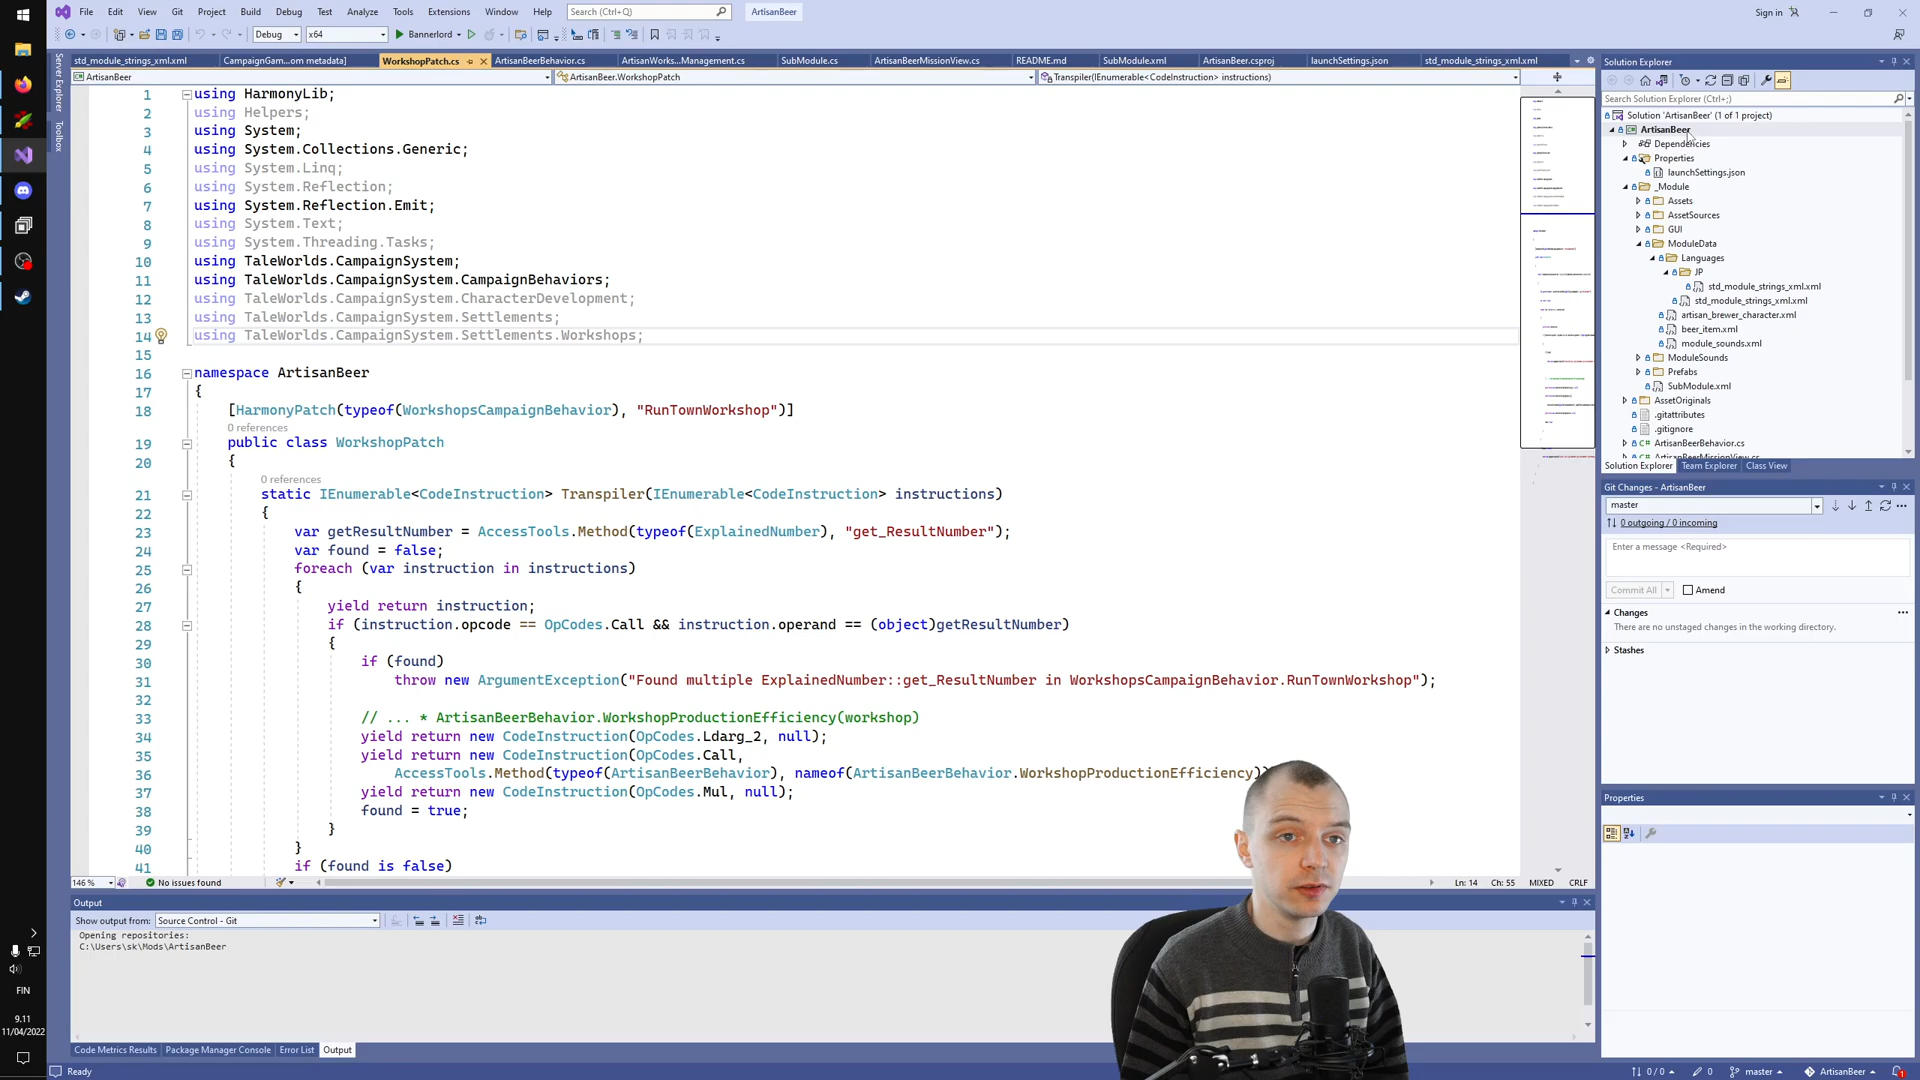 File Edit View Git Project Build Debug Test Analyze Tools Extensions Window Help Search (Ctrl+Q) ArtisanBeer Sign in
Debug x64 Bannerlord
std_module_strings_xml.xml CampaignGam...om metadata] WorkshopPatch.cs ArtisanBeerBehavior.cs ArtisanWorks...Management.cs SubModule.cs ArtisanBeerMissionView.cs README.md SubModule.xml ArtisanBeer.csproj launchSettings.json std_module_strings_xml.xml
ArtisanBeer ArtisanBeer.WorkshopPatch Transpiler(IEnumerable<CodeInstruction> instructions)
Server Explorer
Toolbox
1 using HarmonyLib;
2 using Helpers;
3 using System;
4 using System.Collections.Generic;
5 using System.Linq;
6 using System.Reflection;
7 using System.Reflection.Emit;
8 using System.Text;
9 using System.Threading.Tasks;
10 using TaleWorlds.CampaignSystem;
11 using TaleWorlds.CampaignSystem.CampaignBehaviors;
12 using TaleWorlds.CampaignSystem.CharacterDevelopment;
13 using TaleWorlds.CampaignSystem.Settlements;
14 using TaleWorlds.CampaignSystem.Settlements.Workshops;
15
16 namespace ArtisanBeer
17 {
18 [HarmonyPatch(typeof(WorkshopsCampaignBehavior), "RunTownWorkshop")]
0 references
19 public class WorkshopPatch
20 {
0 references
21 static IEnumerable<CodeInstruction> Transpiler(IEnumerable<CodeInstruction> instructions)
22 {
23 var getResultNumber = AccessTools.Method(typeof(ExplainedNumber), "get_ResultNumber");
24 var found = false;
25 foreach (var instruction in instructions)
26 {
27 yield return instruction;
28 if (instruction.opcode == OpCodes.Call && instruction.operand == (object)getResultNumber)
29 {
30 if (found)
31 throw new ArgumentException("Found multiple ExplainedNumber::get_ResultNumber in WorkshopsCampaignBehavior.RunTownWorkshop");
32
33 // ... * ArtisanBeerBehavior.WorkshopProductionEfficiency(workshop)
34 yield return new CodeInstruction(OpCodes.Ldarg_2, null);
35 yield return new CodeInstruction(OpCodes.Call,
36 AccessTools.Method(typeof(ArtisanBeerBehavior), nameof(ArtisanBeerBehavior.WorkshopProductionEfficiency))
37 yield return new CodeInstruction(OpCodes.Mul, null);
38 found = true;
39 }
40 }
41 if (found is false)
146 % No issues found Ln: 14 Ch: 55 MIXED CRLF
Output
Show output from: Source Control - Git
Opening repositories:
C:\Users\sk\Mods\ArtisanBeer
Code Metrics Results Package Manager Console Error List Output
Ready 0 / 0 0 master ArtisanBeer 1
Solution Explorer
Search Solution Explorer (Ctrl+;)
Solution 'ArtisanBeer' (1 of 1 project)
ArtisanBeer
Dependencies
Properties
launchSettings.json
_Module
Assets
AssetSources
GUI
ModuleData
Languages
JP
std_module_strings_xml.xml
std_module_strings_xml.xml
artisan_brewer_character.xml
beer_item.xml
module_sounds.xml
ModuleSounds
Prefabs
SubModule.xml
AssetOriginals
.gitattributes
.gitignore
ArtisanBeerBehavior.cs
ArtisanBeerMissionView.cs
Solution Explorer Team Explorer Class View
Git Changes - ArtisanBeer
master
0 outgoing / 0 incoming
Enter a message <Required>
Commit All Amend
Changes
There are no unstaged changes in the working directory.
Stashes
Properties
FIN
9.11
11/04/2022